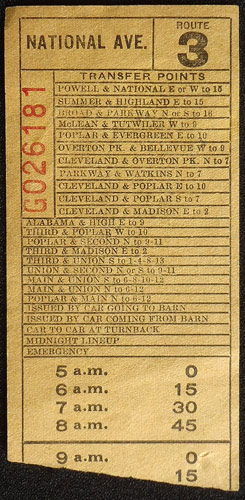 NATIONAL AVE.
ROUTE
3
G026181
TRANSFER POINTS
POWELL & NATIONAL E or W to 15
SUMMER & HIGHLAND E to 15
BROAD & PARKWAY N or S to 16
McLEAN & TUTWILER W to 9
POPLAR & EVERGREEN E to 10
OVERTON PK. & BELLEVUE W to 9
CLEVELAND & OVERTON PK. N to 7
PARKWAY & WATKINS N to 7
CLEVELAND & POPLAR E to 10
CLEVELAND & POPLAR S to 7
CLEVELAND & MADISON E to 2
ALABAMA & HIGH E to 9
THIRD & POPLAR W to 10
POPLAR & SECOND N to 9-11
THIRD & MADISON E to 2
THIRD & UNION S to 1-4-8-13
UNION & SECOND N or S to 9-11
MAIN & UNION S to 6-8-10-12
MAIN & UNION N to 6-12
POPLAR & MAIN N to 6-12
ISSUED BY CAR GOING TO BARN
ISSUED BY CAR COMING FROM BARN
CAR TO CAR AT TURNBACK
MIDNIGHT LINEUP
EMERGENCY
5 a.m. 0
6 a.m. 15
7 a.m. 30
8 a.m. 45
9 a.m. 0
15